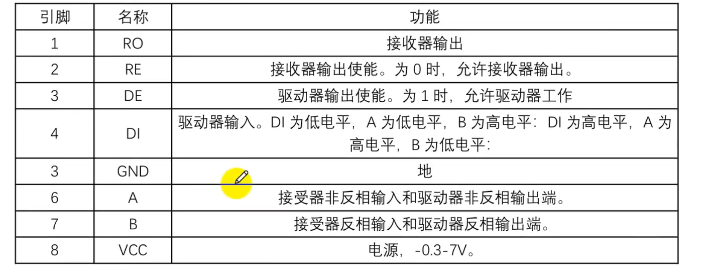 引脚 名称 功能
1 RO 接收器输出
2 RE 接收器输出使能。为 0 时，允许接收器输出。
3 DE 驱动器输出使能。为 1 时，允许驱动器工作
4 DI 驱动器输入。DI 为低电平，A 为低电平，B 为高电平：DI 为高电平，A 为
高电平，B 为低电平：
3 GND 地
6 A 接受器非反相输入和驱动器非反相输出端。
7 B 接受器反相输入和驱动器反相输出端。
8 VCC 电源，-0.3-7V。